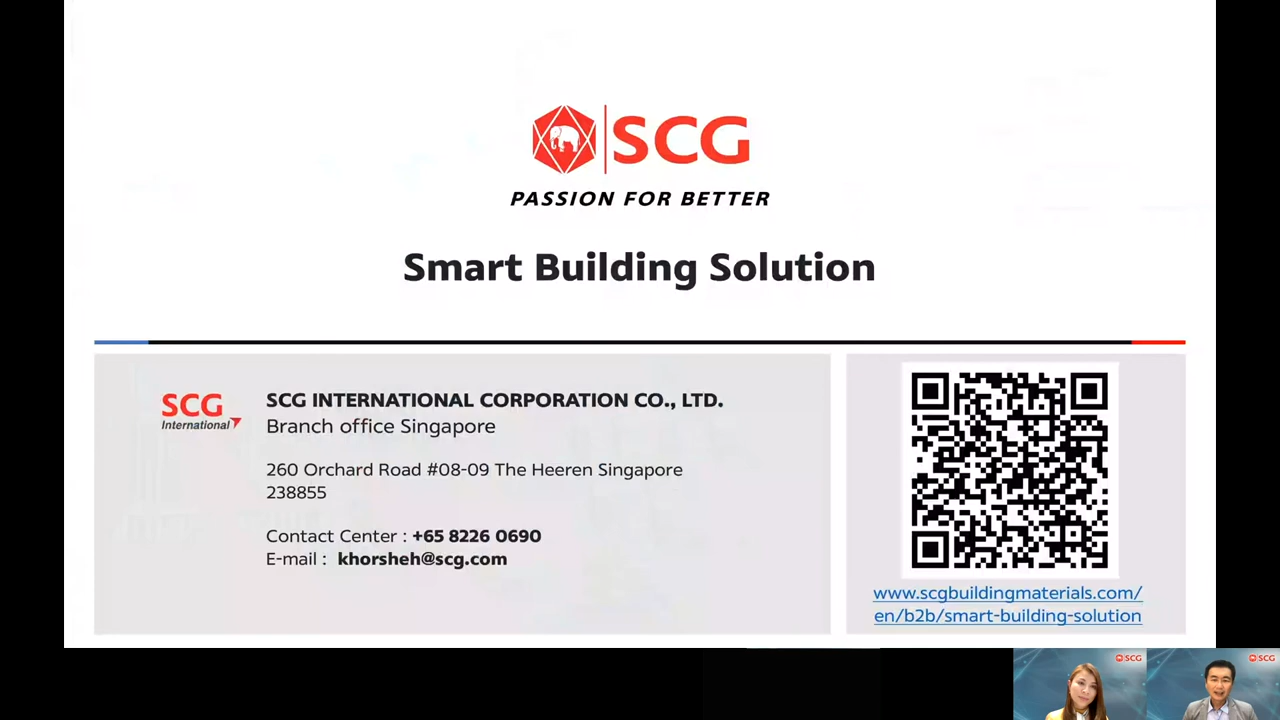 SCG
PASSION FOR BETTER
Smart Building Solution
SCG
International
SCG INTERNATIONAL CORPORATION CO., LTD.
Branch office Singapore
260 Orchard Road #08-09 The Heeren Singapore
238855
Contact Center : +65 8226 0690
E-mail : khorsheh@scg.com
www.scgbuildingmaterials.com/
en/b2b/smart-building-solution
SCG
SCG